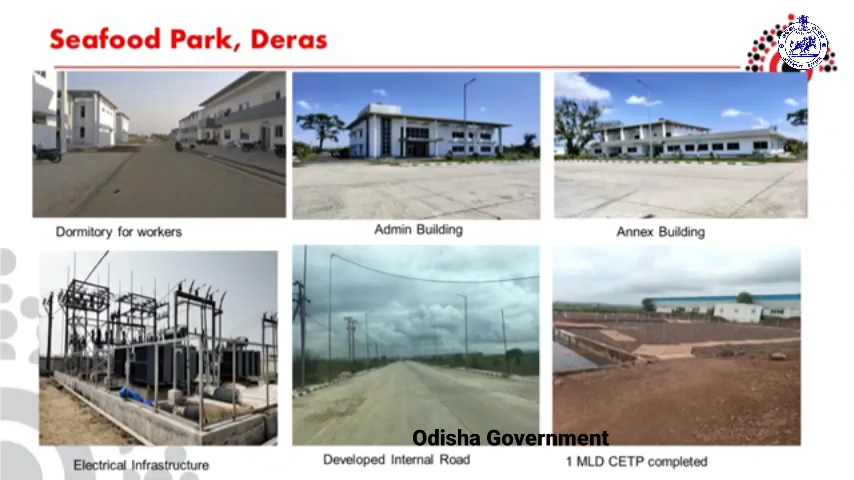 Seafood Park, Deras
Dormitory for workers
Admin Building
Annex Building
Electrical Infrastructure
Developed Internal Road
1 MLD CETP completed
Odisha Government